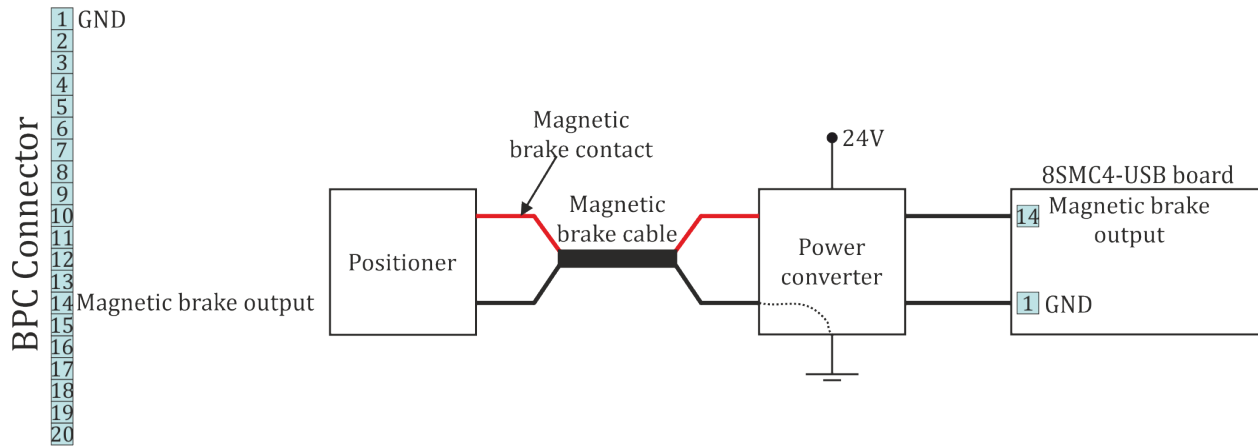 BPC Connector
1 GND
2
3
4
5
6
7
8
9
10
11
12
13
14 Magnetic brake output
15
16
17
18
19
20
Magnetic
brake contact
Magnetic
brake cable
Positioner
24V
Power
converter
8SMC4-USB board
14 Magnetic brake
output
1 GND